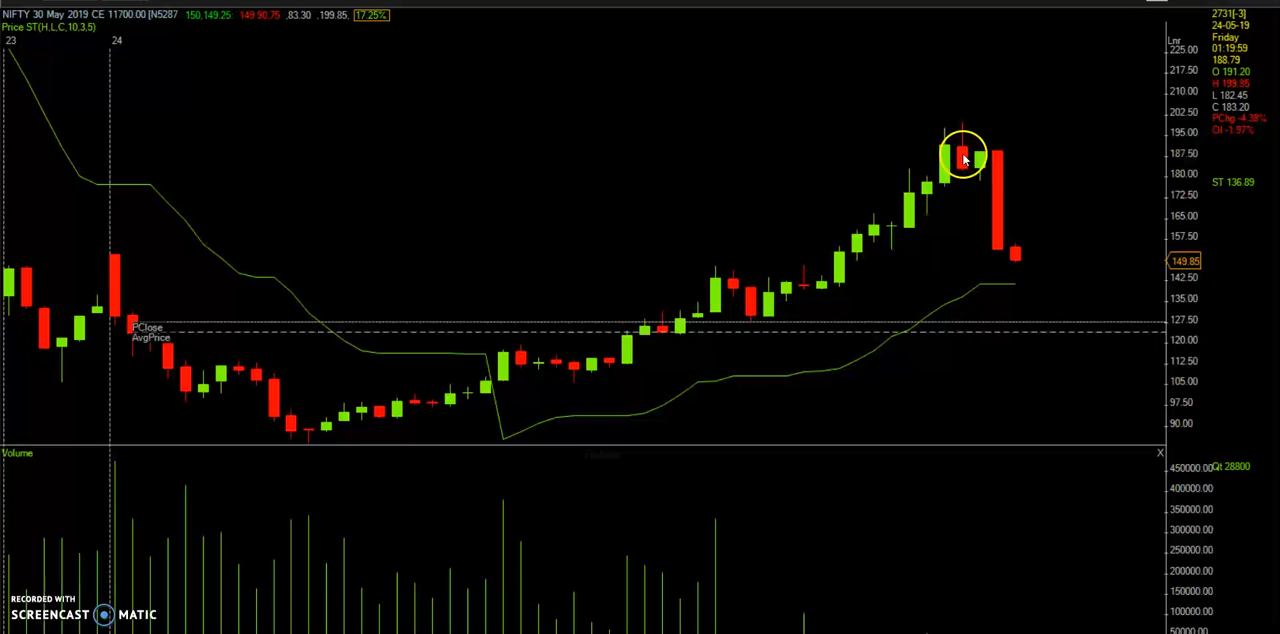 NIFTY 30 May 2019 CE 11700.00 [N5287 150,149.25: 149 90,75 ,83.30 ,199.85, 17.25%
Price ST(H,L,C,10,3,5)
23 24
Lnr
225.00
217.50
210.00
202.50
195.00
187.50
180.00
172.50
165.00
157.50
149.85
142.50
135.00
127.50
120.00
112.50
105.00
97.50
90.00
2731[-3]
24-05-19
Friday
01:19:59
188.79
O 191.20
H 199.85
L 182.45
C 183.20
PChg -4.38%
OI -1.97%
ST 136.89
PClose
AvgPrice
Volume
X
450000.00
400000.00
350000.00
300000.00
250000.00
200000.00
150000.00
100000.00
50000.00
Qt 28800
RECORDED WITH
SCREENCAST MATIC